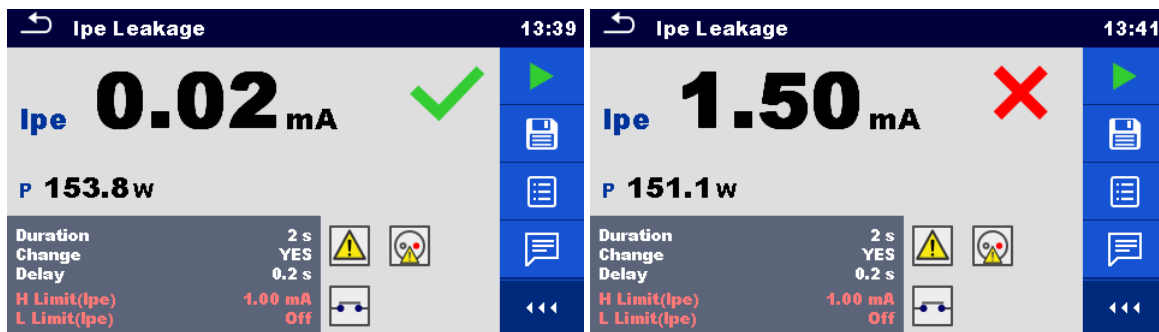 Ipe Leakage 13:39
Ipe 0.02 mA
P 153.8 W
Duration 2 s
Change YES
Delay 0.2 s
H Limit(Ipe) 1.00 mA
L Limit(Ipe) Off
Ipe Leakage 13:41
Ipe 1.50 mA
P 151.1 W
Duration 2 s
Change YES
Delay 0.2 s
H Limit(Ipe) 1.00 mA
L Limit(Ipe) Off